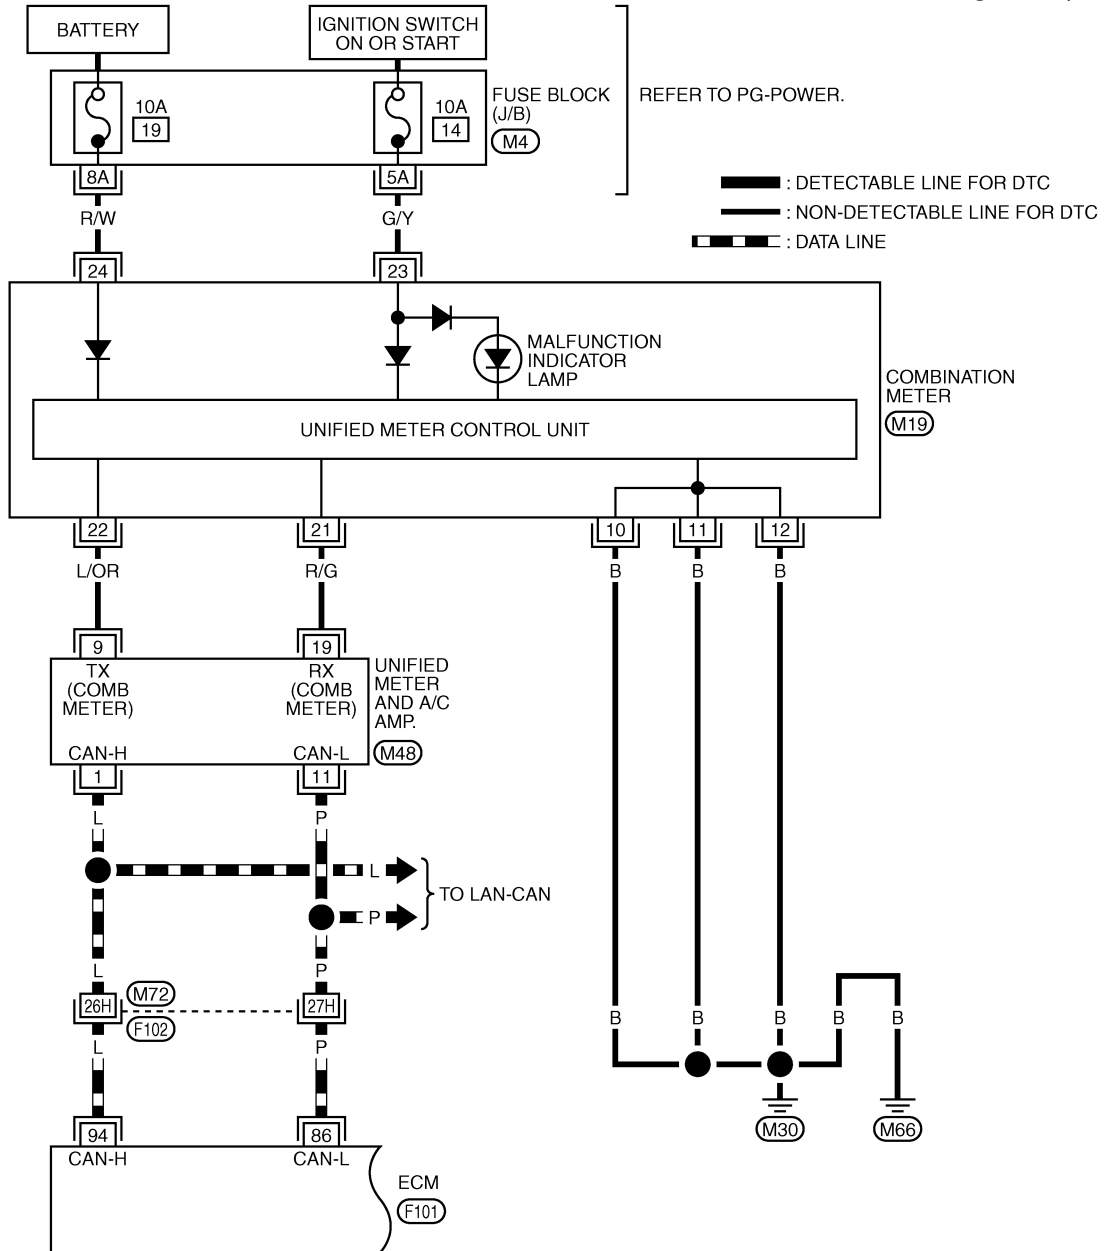 BATTERY
IGNITION SWITCH
ON OR START
10A
19
10A
14
FUSE BLOCK
(J/B)
M4
REFER TO PG-POWER.
8A
5A
: DETECTABLE LINE FOR DTC
: NON-DETECTABLE LINE FOR DTC
: DATA LINE
R/W
G/Y
24
23
MALFUNCTION
INDICATOR
LAMP
COMBINATION
METER
M19
UNIFIED METER CONTROL UNIT
22
21
10
11
12
L/OR
R/G
B
B
B
9
19
TX
(COMB
METER)
RX
(COMB
METER)
UNIFIED
METER
AND A/C
AMP.
M48
CAN-H
CAN-L
1
11
L
P
L
P
TO LAN-CAN
L
P
26H
M72
F102
27H
L
P
B
B
B
B
B
94
86
CAN-H
CAN-L
ECM
F101
M30
M66